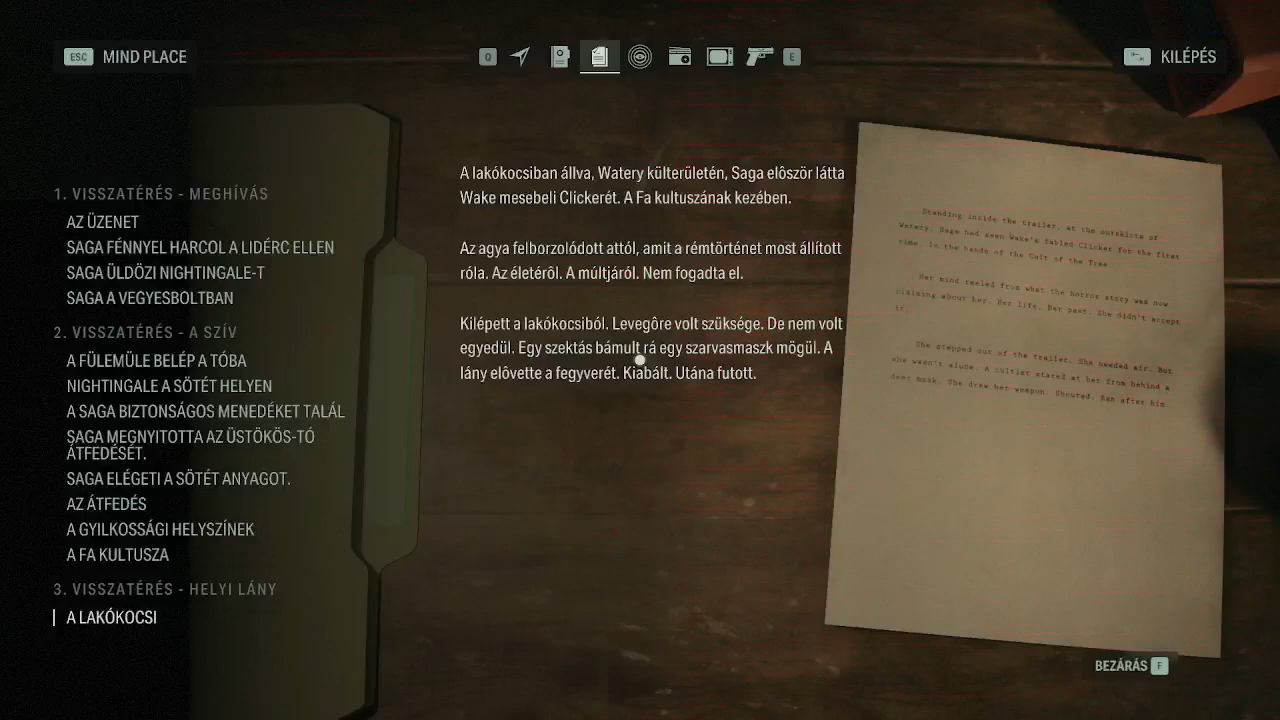 ESC MIND PLACE
Q
E
KILÉPÉS
1. VISSZATÉRÉS - MEGHÍVÁS
AZ ÜZENET
SAGA FÉNNYEL HARCOL A LIDÉRC ELLEN
SAGA ÜLDÖZI NIGHTINGALE-T
SAGA A VEGYESBOLTBAN
2. VISSZATÉRÉS - A SZÍV
A FÜLEMÜLE BELÉP A TÓBA
NIGHTINGALE A SÖTÉT HELYEN
A SAGA BIZTONSÁGOS MENEDÉKET TALÁL
SAGA MEGNYITOTTA AZ ÜSTÖKÖS-TÓ
ÁTFEDÉSÉT.
SAGA ELÉGETI A SÖTÉT ANYAGOT.
AZ ÁTFEDÉS
A GYILKOSSÁGI HELYSZÍNEK
A FA KULTUSZA
3. VISSZATÉRÉS - HELYI LÁNY
A LAKÓKOCSI
A lakókocsiban állva, Watery külterületén, Saga elôször látta
Wake mesebeli Clickerét. A Fa kultuszának kezében.
Az agya felborzolódott attól, amit a rémtörténet most állított
róla. Az életérôl. A múltjáról. Nem fogadta el.
Kilépett a lakókocsiból. Levegôre volt szüksége. De nem volt
egyedül. Egy szektás bámult rá egy szarvasmaszk mögül. A
lány elôvette a fegyverét. Kiabált. Utána futott.
Standing inside the trailer, at the outskirts of
Watery, Saga had seen Wake's fabled Clicker for the first
time. In the hands of the Cult of the Tree.
Her mind reeled from what the horror story was now
claiming about her. Her life. Her past. She didn't accept
it.
She stepped out of the trailer. She needed air. But
she wasn't alone. A cultist stared at her from behind a
deer mask. She drew her weapon. Shouted. Ran after him.
BEZÁRÁS F